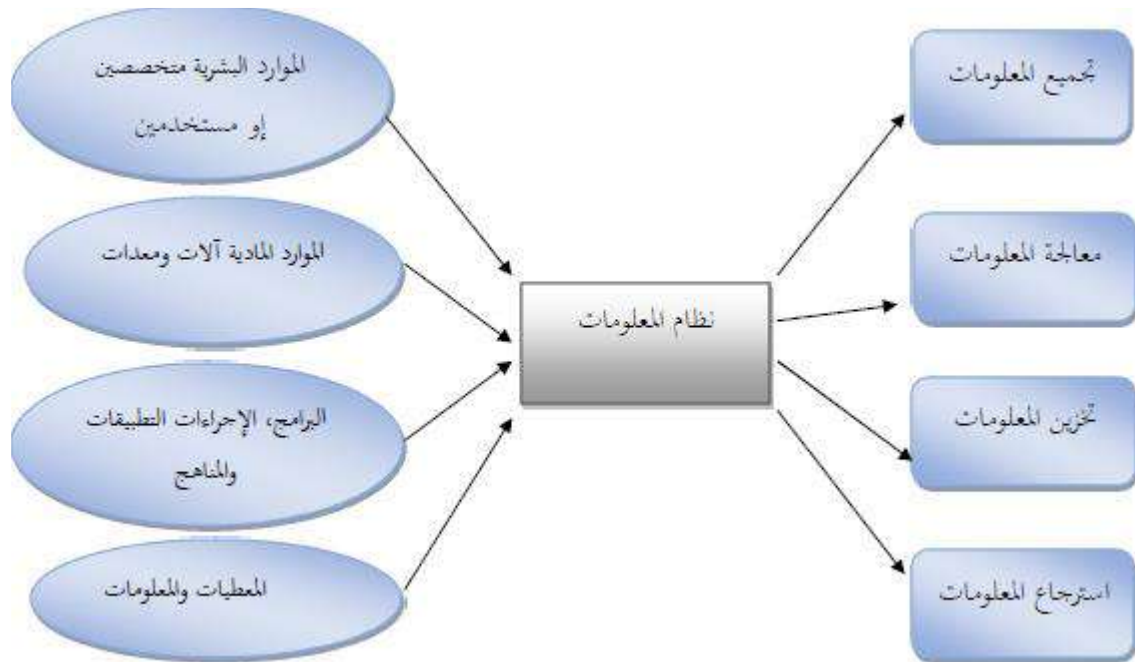 الموارد البشرية متخصصين
إو مستخدمين
الموارد المادية آلات ومعدات
البرامج، الإجراءات التطبيقات
والمناهج
المعطيات والمعلومات
نظام المعلومات
تجميع المعلومات
معالجة المعلومات
تخزين المعلومات
استرجاع المعلومات